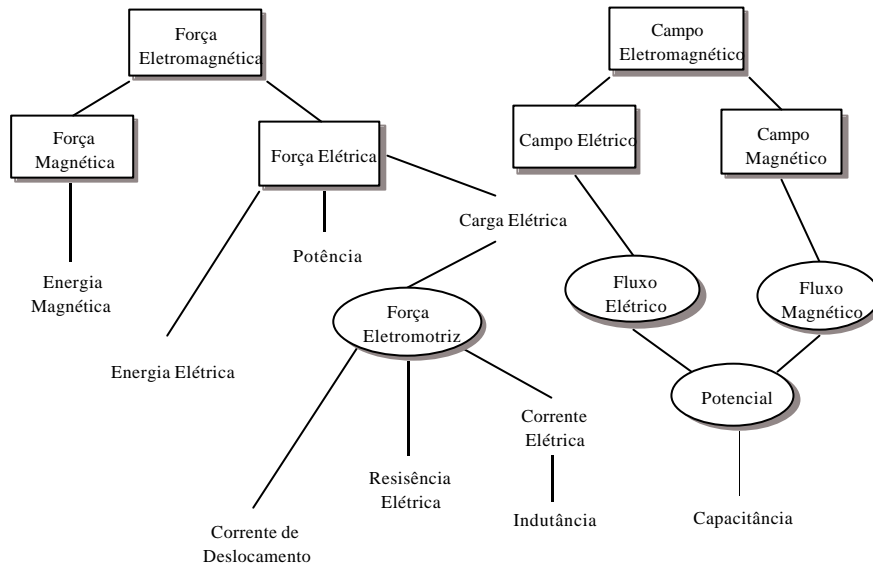 Força
Eletromagnética
Campo
Eletromagnético
Força
Magnética
Força Elétrica
Campo Elétrico
Campo
Magnético
Carga Elétrica
Potência
Energia
Magnética
Fluxo
Elétrico
Fluxo
Magnético
Força
Eletromotriz
Energia Elétrica
Potencial
Corrente
Elétrica
Resisência
Elétrica
Indutância
Capacitância
Corrente de
Deslocamento